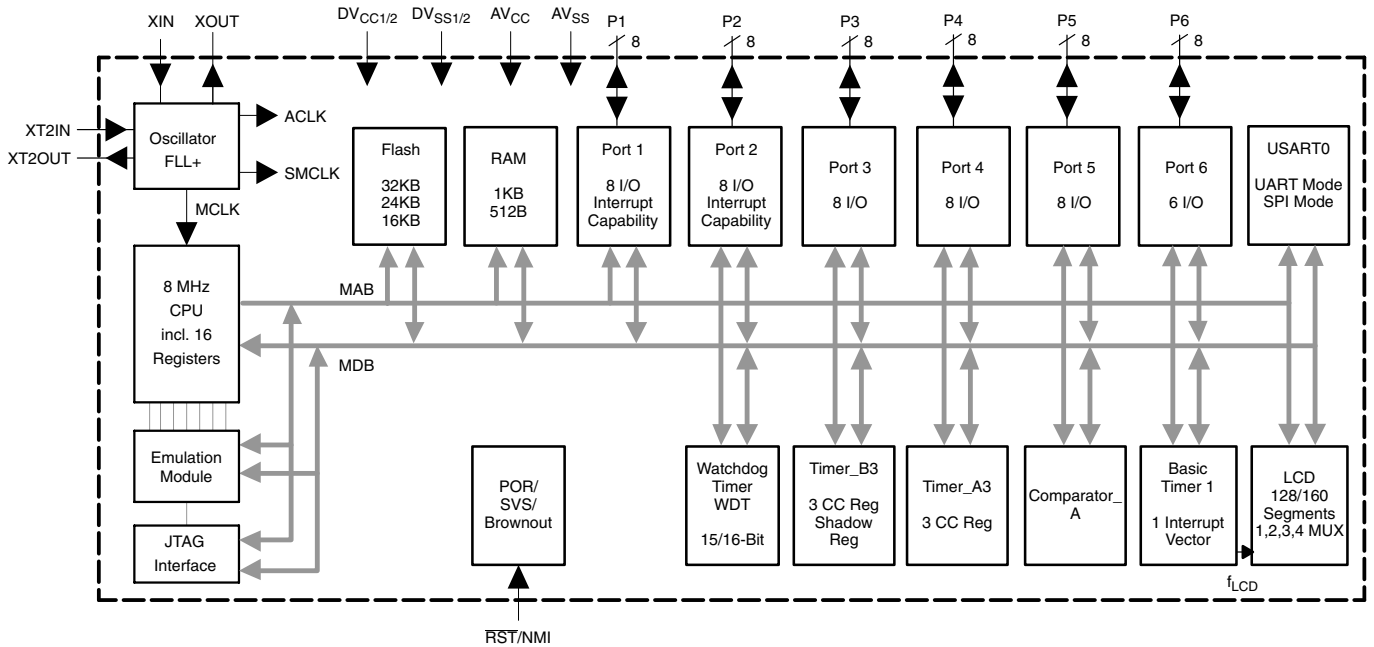 XIN
XOUT
DVCC1/2
DVSS1/2
AVCC
AVSS
P1
P2
P3
P4
P5
P6
8
8
8
8
8
8
XT2IN
XT2OUT
Oscillator
FLL+
ACLK
SMCLK
MCLK
Flash
32KB
24KB
16KB
RAM
1KB
512B
Port 1
8 I/O
Interrupt
Capability
Port 2
8 I/O
Interrupt
Capability
Port 3
8 I/O
Port 4
8 I/O
Port 5
8 I/O
Port 6
6 I/O
USART0
UART Mode
SPI Mode
8 MHz
CPU
incl. 16
Registers
MAB
MDB
Emulation
Module
JTAG
Interface
POR/
SVS/
Brownout
RST/NMI
Watchdog
Timer
WDT
15/16-Bit
Timer_B3
3 CC Reg
Shadow
Reg
Timer_A3
3 CC Reg
Comparator_
A
Basic
Timer 1
1 Interrupt
Vector
fLCD
LCD
128/160
Segments
1,2,3,4 MUX